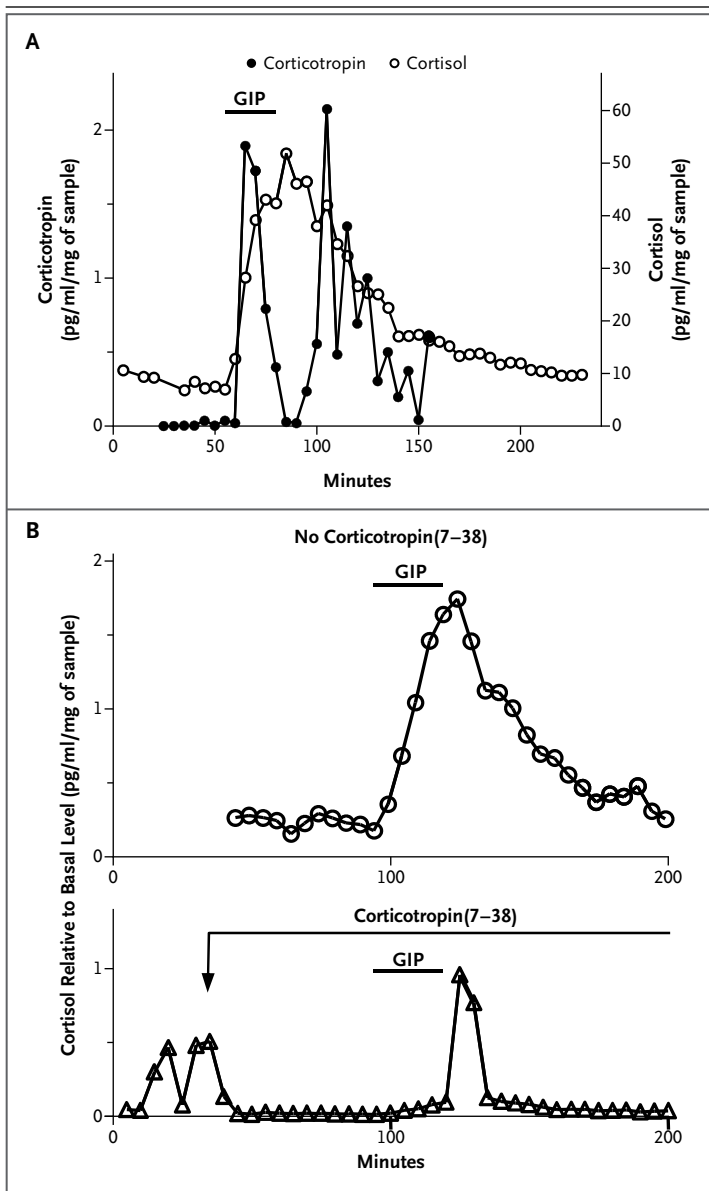 A
Corticotropin Cortisol
GIP
2
1
0
Corticotropin
(pg/ml/mg of sample)
60
50
40
30
20
10
0
Cortisol
(pg/ml/mg of sample)
0 50 100 150 200
Minutes
B
No Corticotropin(7–38)
GIP
2
1
0
0 100 200
Cortisol Relative to Basal Level (pg/ml/mg of sample)
Corticotropin(7–38)
GIP
1
0
0 100 200
Minutes